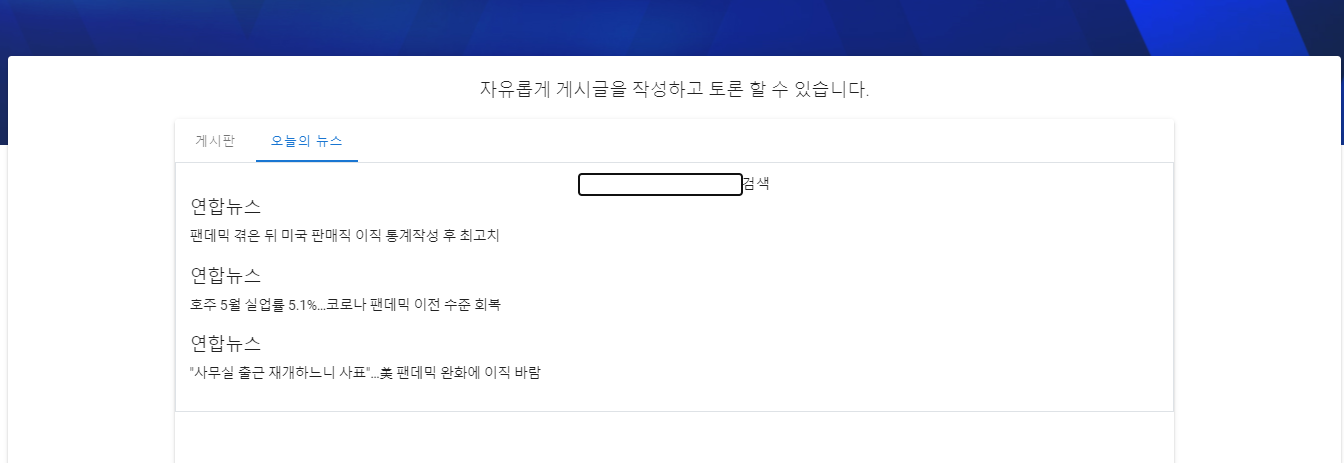 자유롭게 게시글을 작성하고 토론 할 수 있습니다.
게시판 오늘의 뉴스
검색
연합뉴스
팬데믹 겪은 뒤 미국 판매직 이직 통계작성 후 최고치
연합뉴스
호주 5월 실업률 5.1%...코로나 팬데믹 이전 수준 회복
연합뉴스
"사무실 출근 재개하느니 사표"...美 팬데믹 완화에 이직 바람